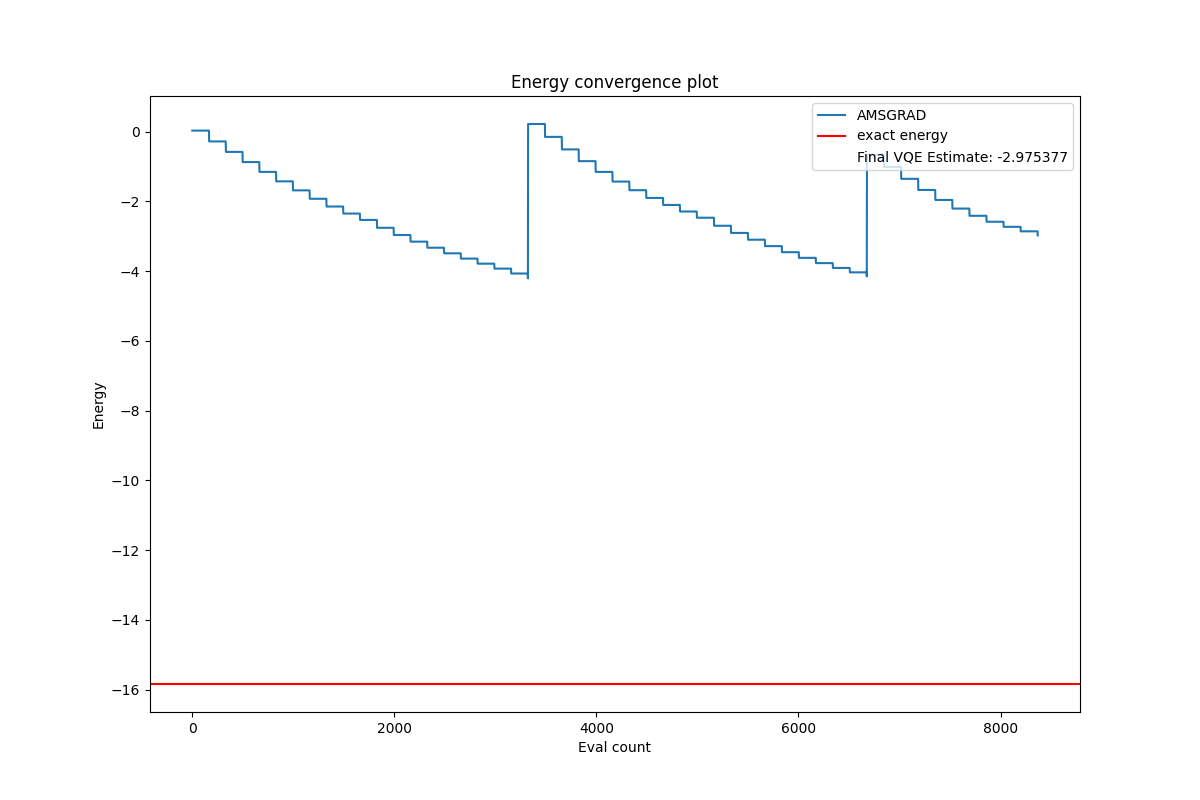 Energy convergence plot
AMSGRAD
exact energy
Final VQE Estimate: -2.975377
0
−2
−4
−6
−8
−10
−12
−14
−16
Energy
0
2000
4000
6000
8000
Eval count